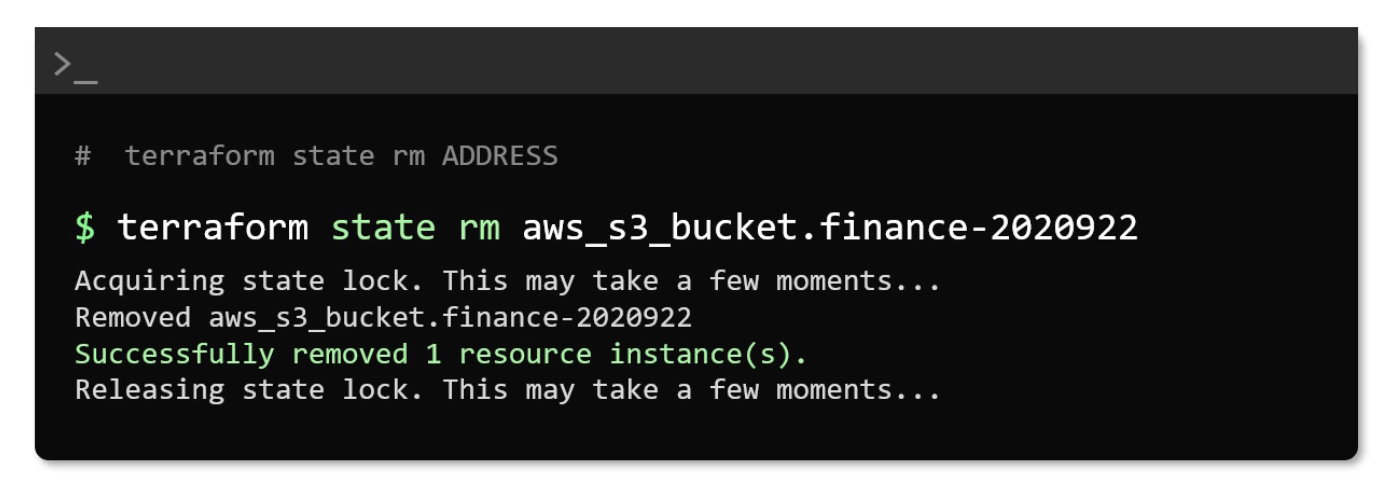 >_
#  terraform state rm ADDRESS
$ terraform state rm aws_s3_bucket.finance-2020922
Acquiring state lock. This may take a few moments...
Removed aws_s3_bucket.finance-2020922
Successfully removed 1 resource instance(s).
Releasing state lock. This may take a few moments...